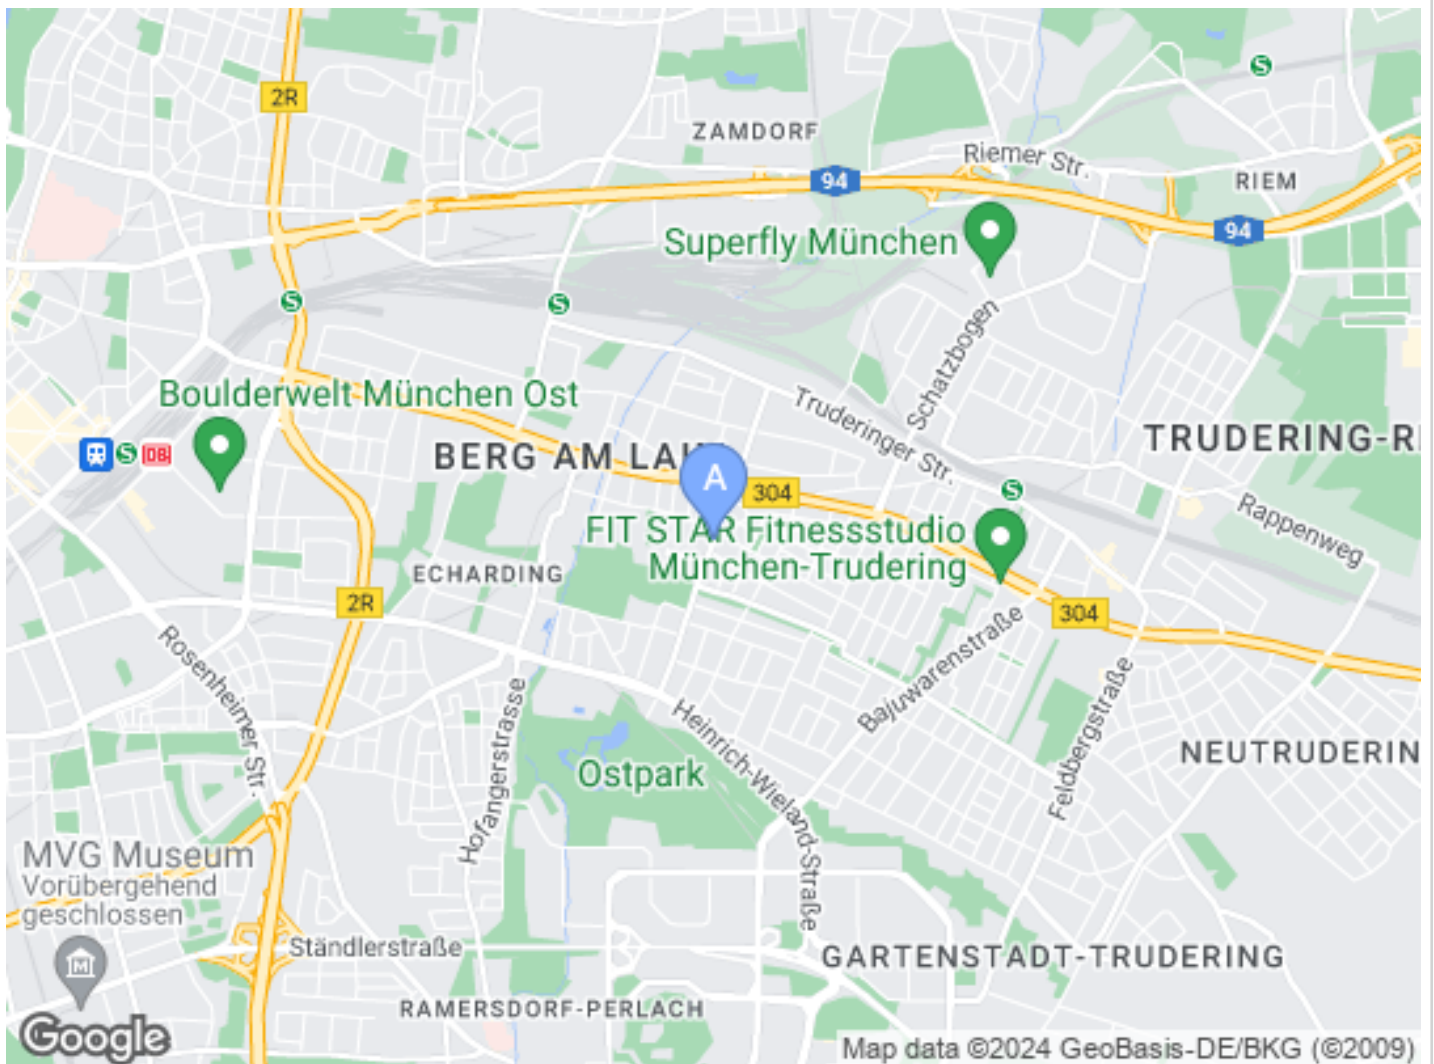 2R
ZAMDORF
Riemer Str.
94
RIEM
94
Superfly München
S
S
S
Schatzbogen
Boulderwelt München Ost
Truderinger Str.
TRUDERING-RI
S
DB
BERG AM LAI
A
304
S
Rappenweg
FIT STAR Fitnessstudio
München-Trudering
ECHARDING
2R
304
Bajuwarenstraße
Rosenheimer Str.
Hofangerstrasse
Heinrich-Wieland-Straße
Feldbergstraße
NEUTRUDERIN
Ostpark
MVG Museum
Vorübergehend
geschlossen
M
Ständlerstraße
GARTENSTADT-TRUDERING
RAMERSDORF-PERLACH
Google
Map data ©2024 GeoBasis-DE/BKG (©2009)